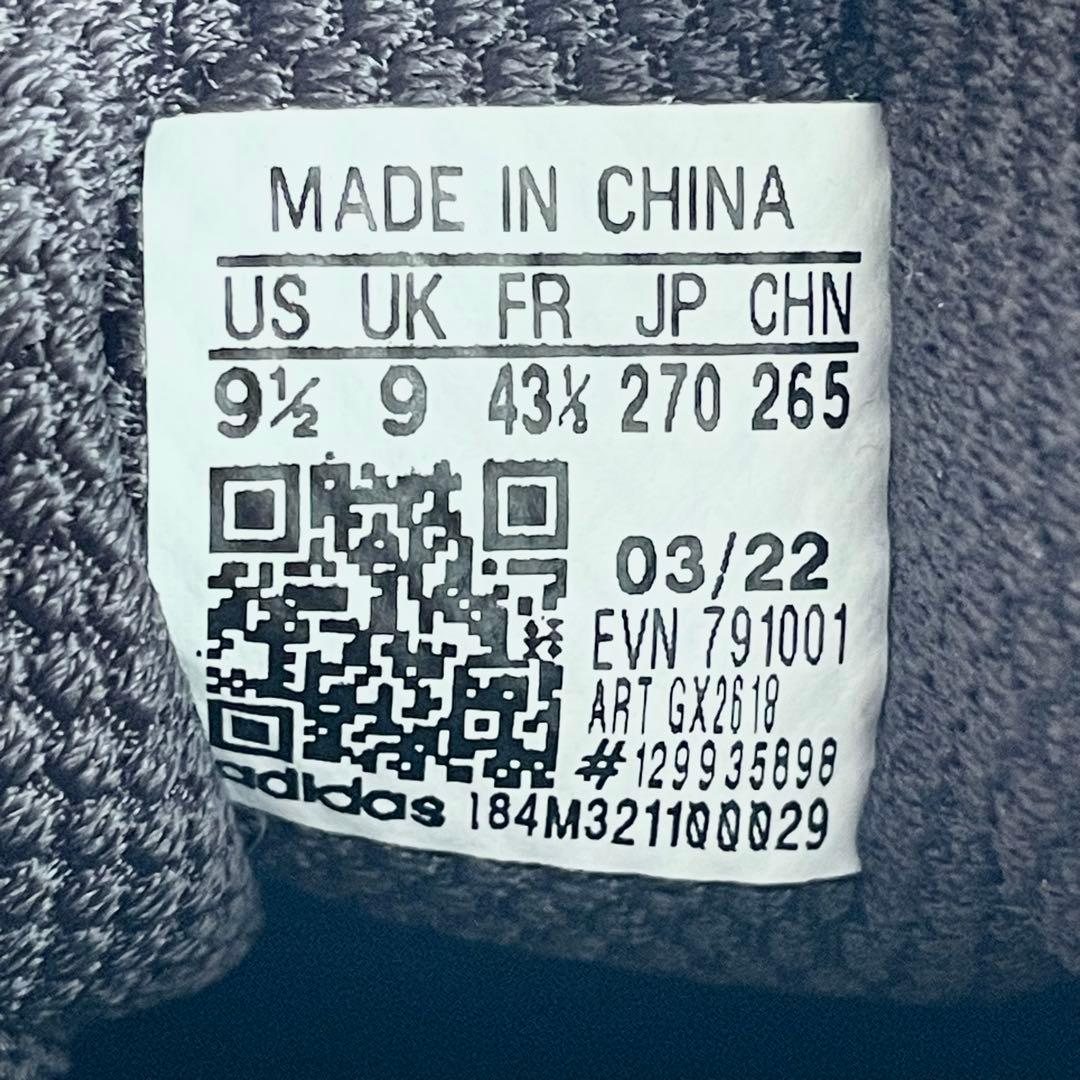 MADE IN CHINA
US UK FR JP CHN
9½ 9 43⅓ 270 265
03/22
EVN 791001
ART GX2618
#129935898
adidas 184M321100029